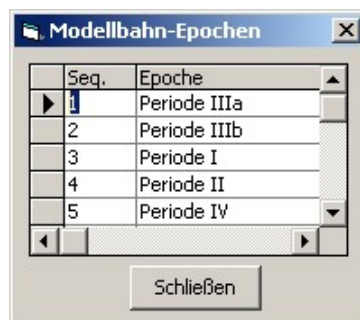 Modellbahn-Epochen
Seq. Epoche
1 Periode IIIa
2 Periode IIIb
3 Periode I
4 Periode II
5 Periode IV
Schließen